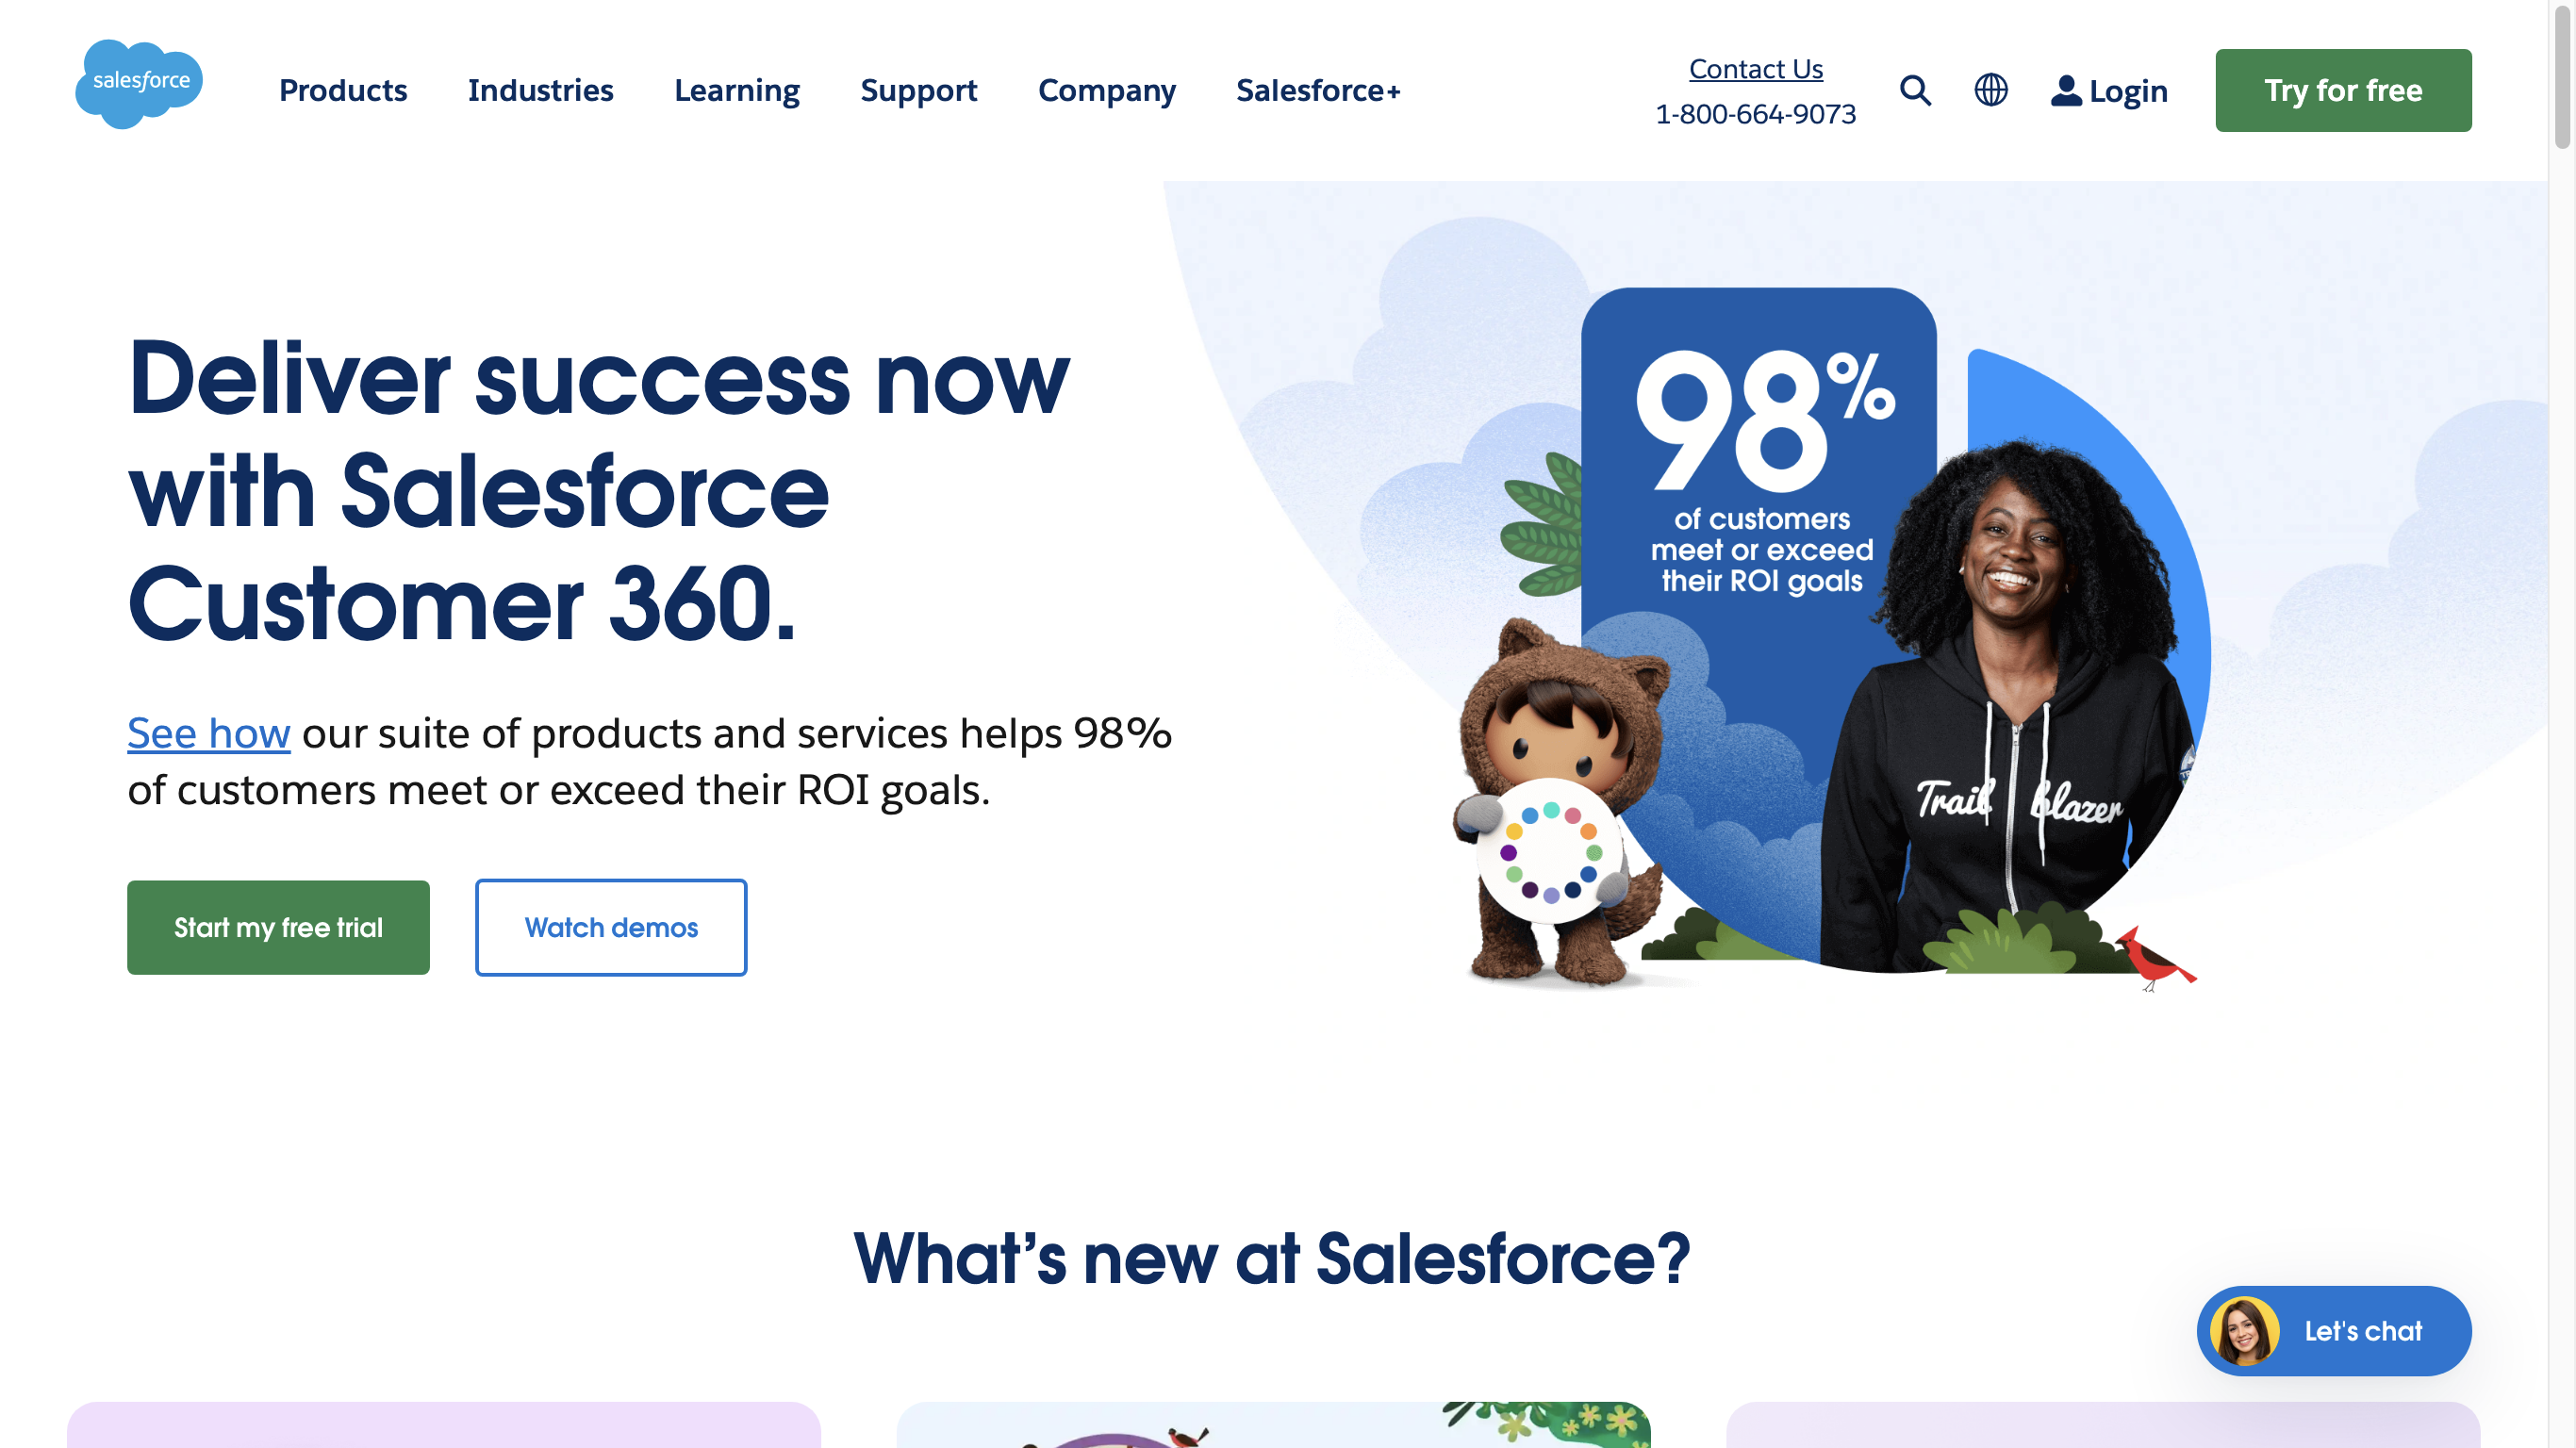 salesforce
Products
Industries
Learning
Support
Company
Salesforce+
Contact Us
1-800-664-9073
Login
Try for free
Deliver success now
with Salesforce
Customer 360.
See how our suite of products and services helps 98%
of customers meet or exceed their ROI goals.
Start my free trial
Watch demos
98%
of customers
meet or exceed
their ROI goals
Trail blazer
What's new at Salesforce?
Let's chat